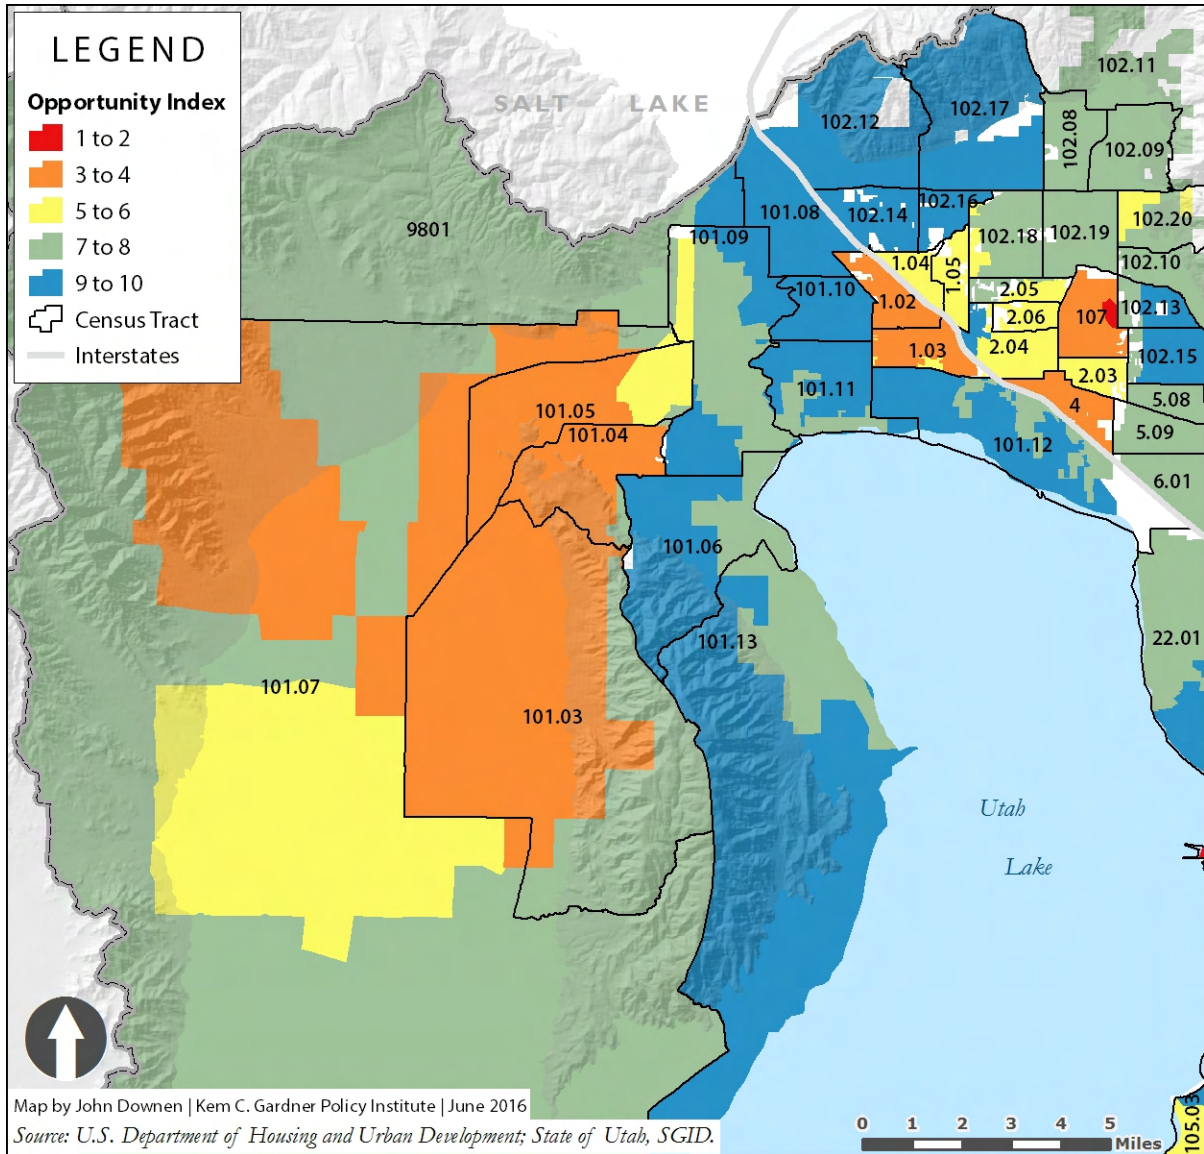 LEGEND
Opportunity Index
1 to 2
3 to 4
5 to 6
7 to 8
9 to 10
Census Tract
Interstates
SALT LAKE
102.11
102.12
102.17
102.08
102.09
9801
101.09
101.08
102.14
102.16
102.18
102.19
102.20
102.10
1.04
1.05
101.10
1.02
2.05
2.06
107
102.13
1.03
2.04
102.15
2.03
101.11
4
5.08
5.09
101.05
101.04
101.12
6.01
101.06
101.13
22.01
101.07
101.03
Utah
Lake
105.03
Map by John Downen | Kem C. Gardner Policy Institute | June 2016
Source: U.S. Department of Housing and Urban Development; State of Utah, SGID.
0 1 2 3 4 5
Miles